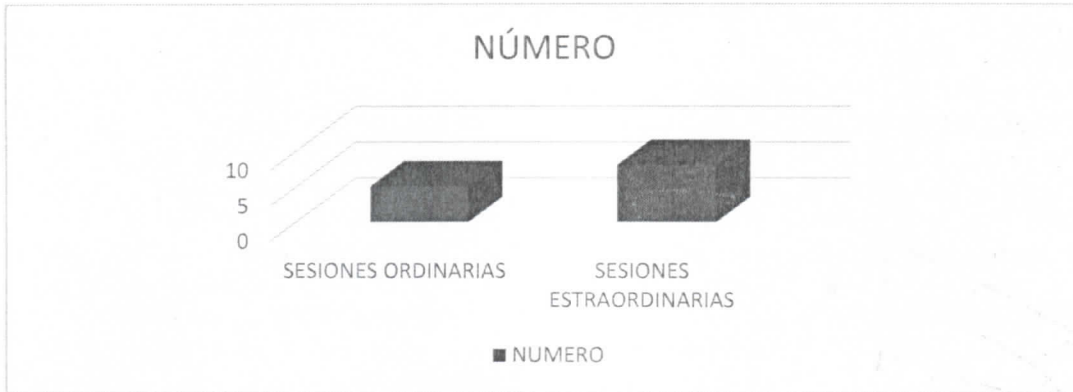 NÚMERO
10
5
0
SESIONES ORDINARIAS
SESIONES
ESTRAORDINARIAS
NUMERO